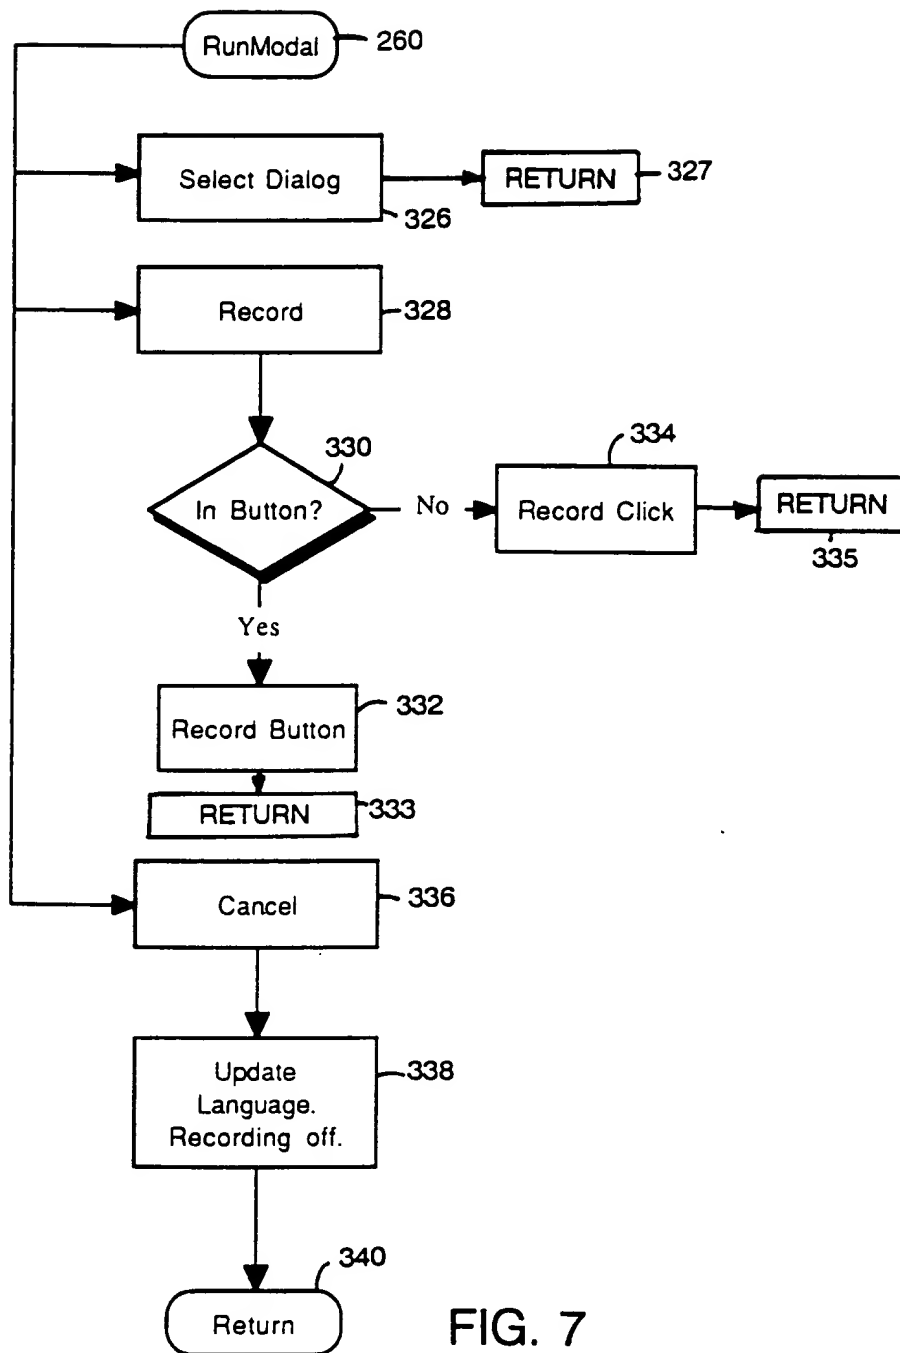 RunModal
260
Select Dialog
326
RETURN
327
Record
328
330
In Button?
No
334
Record Click
RETURN
335
Yes
332
Record Button
RETURN
333
Cancel
336
Update
Language.
Recording off.
338
340
Return
FIG. 7